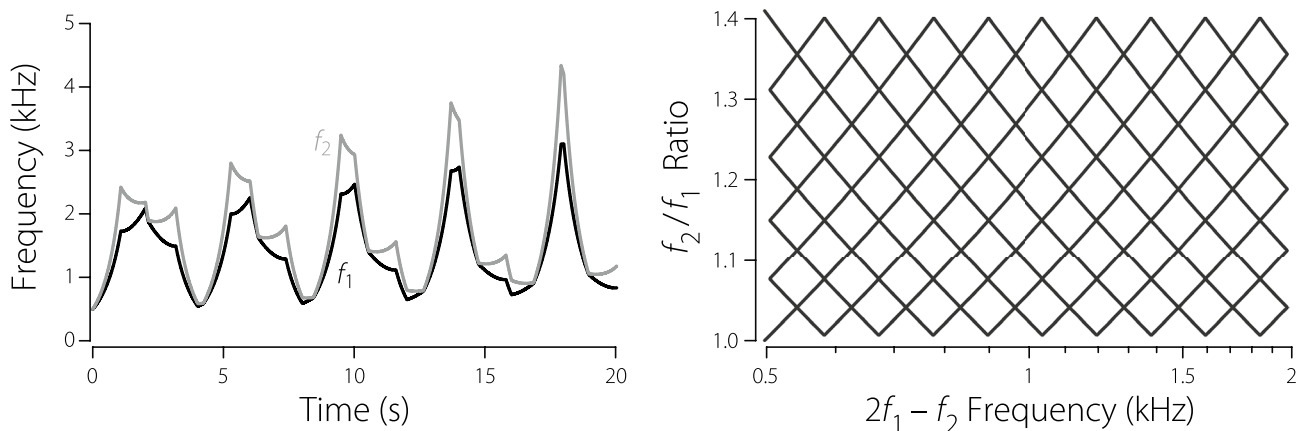 5
4
3
2
1
0
Frequency (kHz)
f2
f1
0 5 10 15 20
Time (s)
1.4
1.3
1.2
1.1
1.0
f2/f1 Ratio
0.5 1 1.5 2
2f1 – f2 Frequency (kHz)